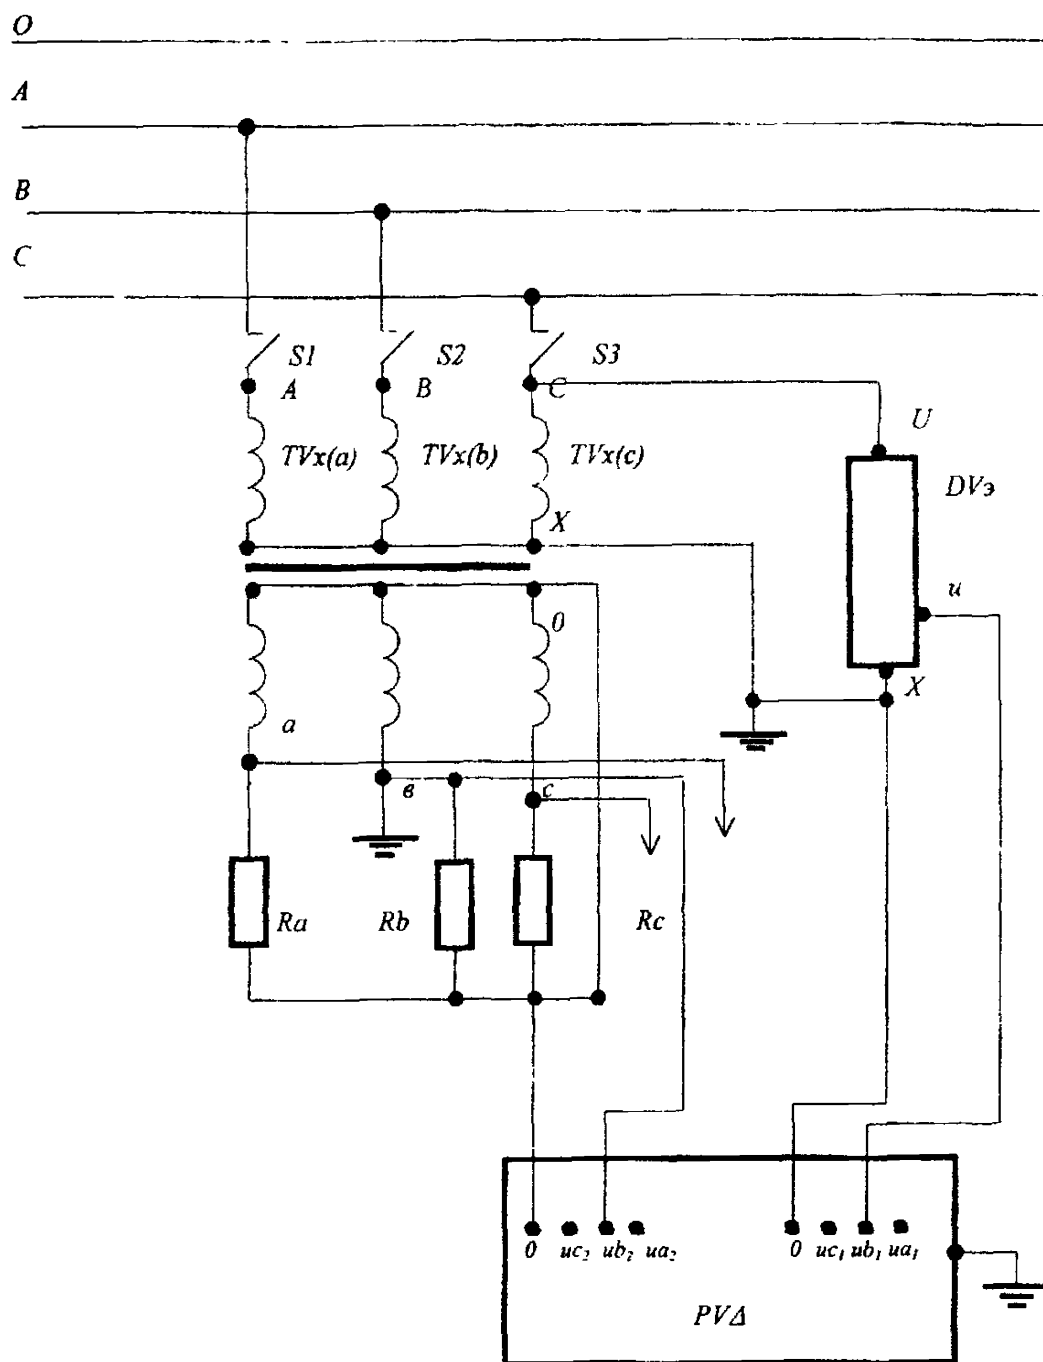 O
A
B
C
S1 S2 S3
A B C
U
TVx(a) TVx(b) TVx(c)
DVэ
X
и
0
X
a
в c
Ra Rb Rc
0 uc₂ ub₂ ua₂ 0 uc₁ ub₁ ua₁
PVΔ